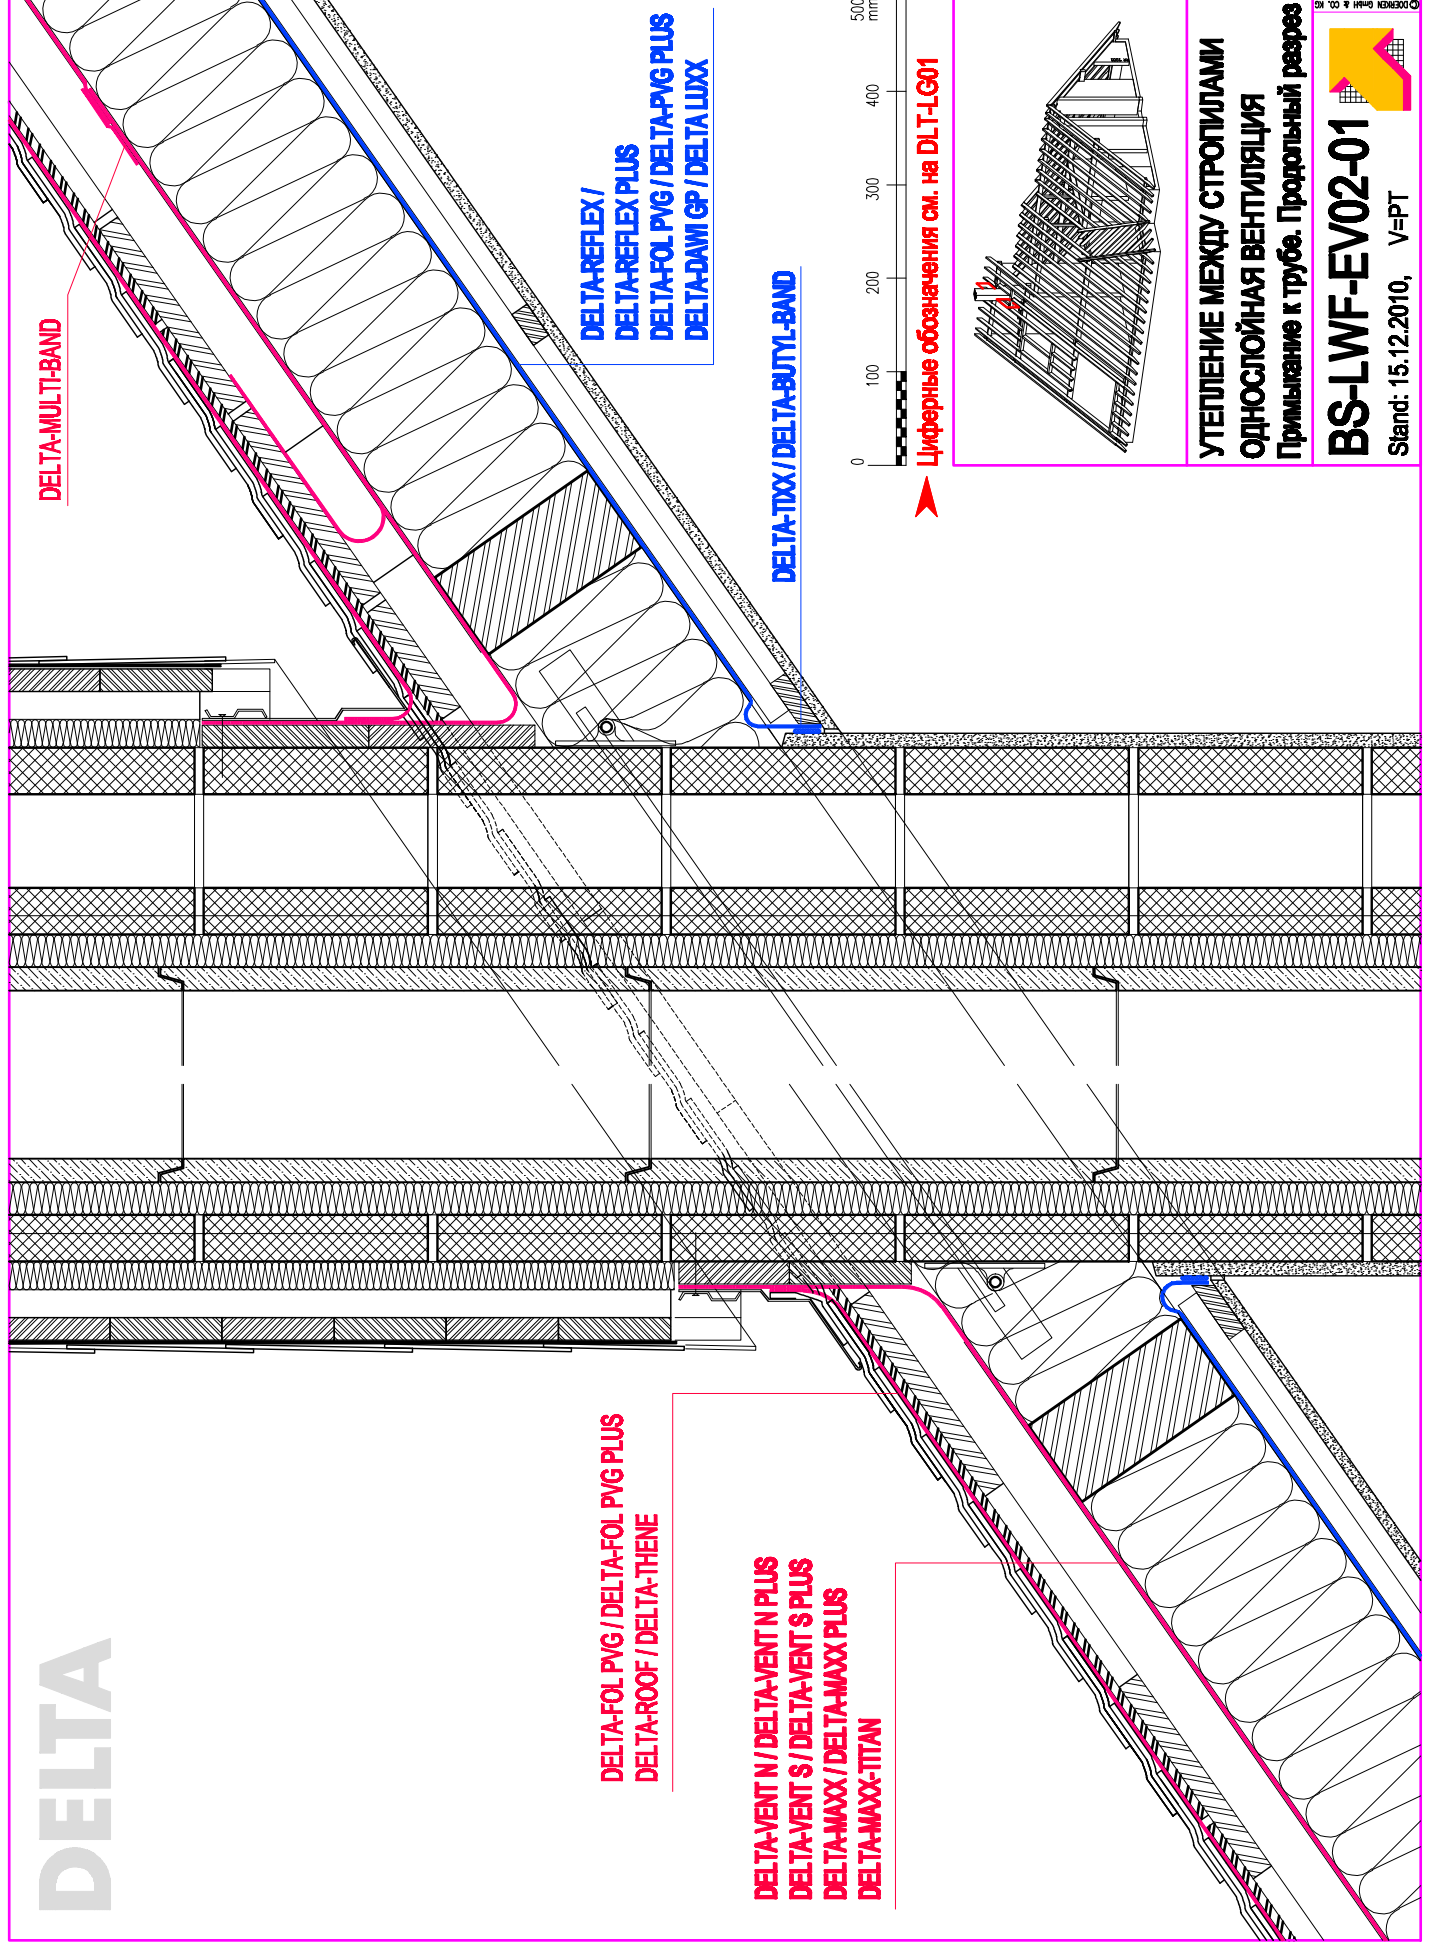 DELTA
DELTA-MULTI-BAND
DELTA-REFLEX /
DELTA-REFLEX PLUS
DELTA-FOL PVG / DELTA-PVG PLUS
DELTA-DAWI GP / DELTA LUXX
DELTA-TIXX / DELTA-BUTYL-BAND
DELTA-FOL PVG / DELTA-FOL PVG PLUS
DELTA-ROOF / DELTA-THENE
DELTA-VENT N / DELTA-VENT N PLUS
DELTA-VENT S / DELTA-VENT S PLUS
DELTA-MAXX / DELTA-MAXX PLUS
DELTA-MAXX-TITAN
0 100 200 300 400 500
mm
Циферные обозначения см. на DLT-LG01
УТЕПЛЕНИЕ МЕЖДУ СТРОПИЛАМИ
ОДНОСЛОЙНАЯ ВЕНТИЛЯЦИЯ
Примыкание к трубе. Продольный разрез
BS-LWF-EV02-01
Stand: 15.12.2010, V=PT
© DOERKEN GmbH & CO. KG